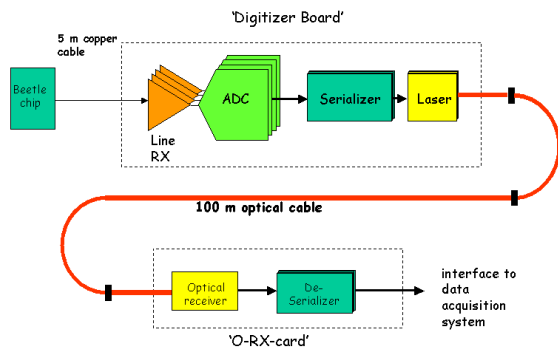 'Digitizer Board'
5 m copper
cable
Beetle
chip
Line
RX
ADC
Serializer
Laser
100 m optical cable
Optical
receiver
De-
Serializer
interface to
data
acquisition
system
'O-RX-card'